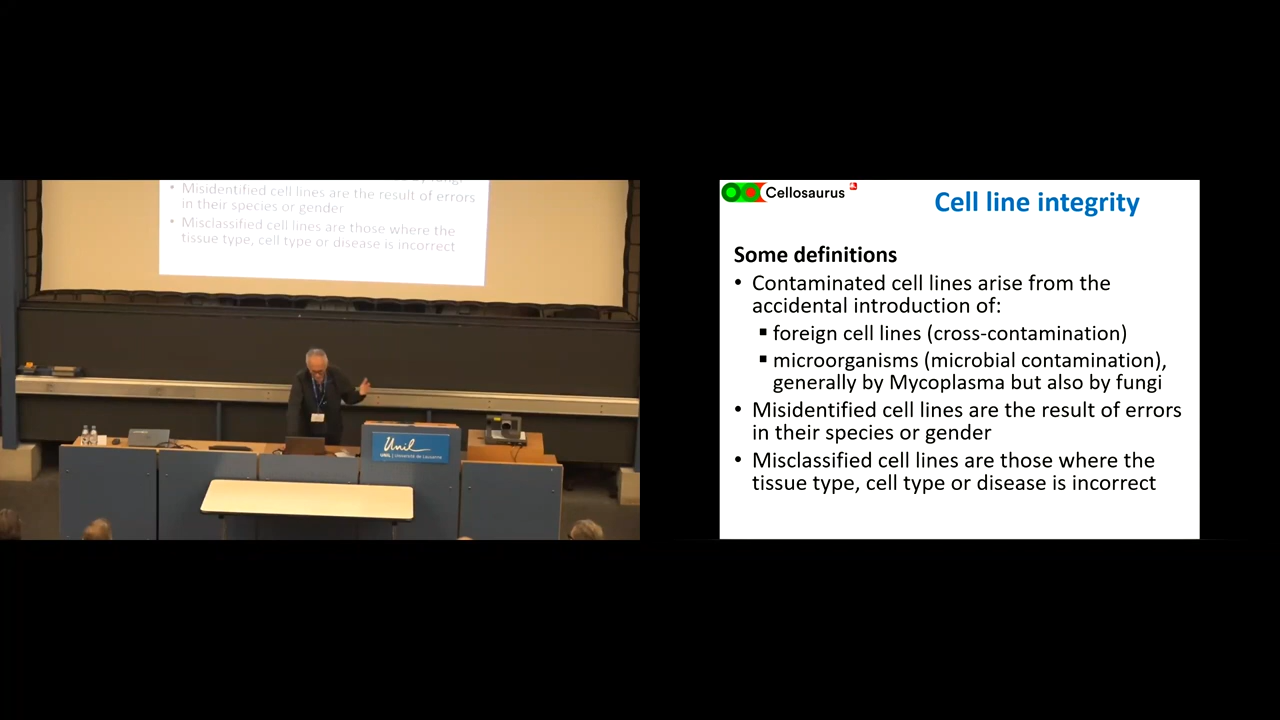 Misidentified cell lines are the result of errors
in their species or gender
Misclassified cell lines are those where the
tissue type, cell type or disease is incorrect
Unil
UNIL | Université de Lausanne
Cellosaurus
Cell line integrity
Some definitions
• Contaminated cell lines arise from the
accidental introduction of:
▪ foreign cell lines (cross-contamination)
▪ microorganisms (microbial contamination),
generally by Mycoplasma but also by fungi
• Misidentified cell lines are the result of errors
in their species or gender
• Misclassified cell lines are those where the
tissue type, cell type or disease is incorrect